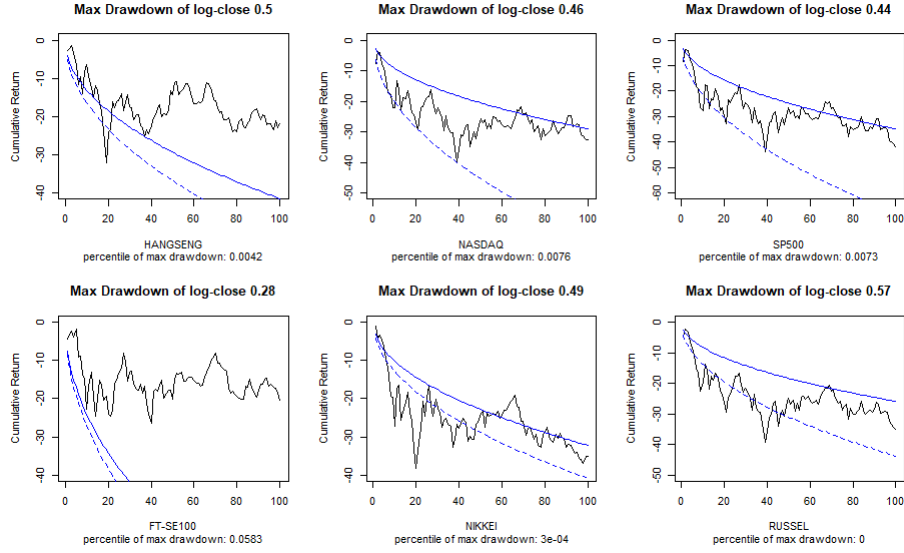 Max Drawdown of log-close 0.5
Cumulative Return
0
-10
-20
-30
-40
0 20 40 60 80 100
HANGSENG
percentile of max drawdown: 0.0042
Max Drawdown of log-close 0.46
Cumulative Return
0
-10
-20
-30
-40
-50
0 20 40 60 80 100
NASDAQ
percentile of max drawdown: 0.0076
Max Drawdown of log-close 0.44
Cumulative Return
0
-10
-20
-30
-40
-50
-60
0 20 40 60 80 100
SP500
percentile of max drawdown: 0.0073
Max Drawdown of log-close 0.28
Cumulative Return
0
-10
-20
-30
-40
0 20 40 60 80 100
FT-SE100
percentile of max drawdown: 0.0583
Max Drawdown of log-close 0.49
Cumulative Return
0
-10
-20
-30
-40
0 20 40 60 80 100
NIKKEI
percentile of max drawdown: 3e-04
Max Drawdown of log-close 0.57
Cumulative Return
0
-10
-20
-30
-40
-50
0 20 40 60 80 100
RUSSEL
percentile of max drawdown: 0